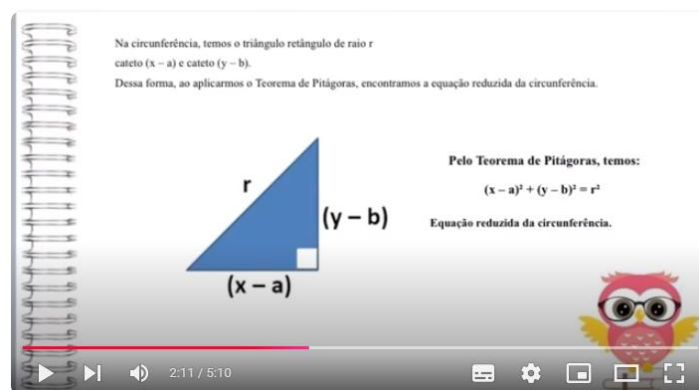 Na circunferência, temos o triângulo retângulo de raio r
cateto (x – a) e cateto (y – b).
Dessa forma, ao aplicarmos o Teorema de Pitágoras, encontramos a equação reduzida da circunferência.
Pelo Teorema de Pitágoras, temos:
r
(x – a)² + (y – b)² = r²
(y – b)
Equação reduzida da circunferência.
(x – a)
2:11 / 5:10